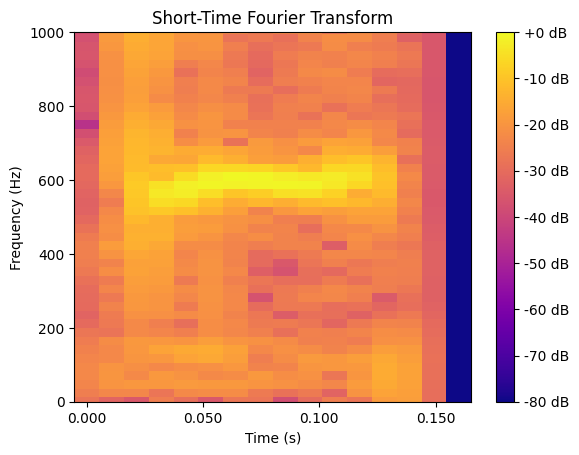 Short-Time Fourier Transform
Frequency (Hz)
1000
800
600
400
200
0
0.000
0.050
0.100
0.150
Time (s)
+0 dB
-10 dB
-20 dB
-30 dB
-40 dB
-50 dB
-60 dB
-70 dB
-80 dB